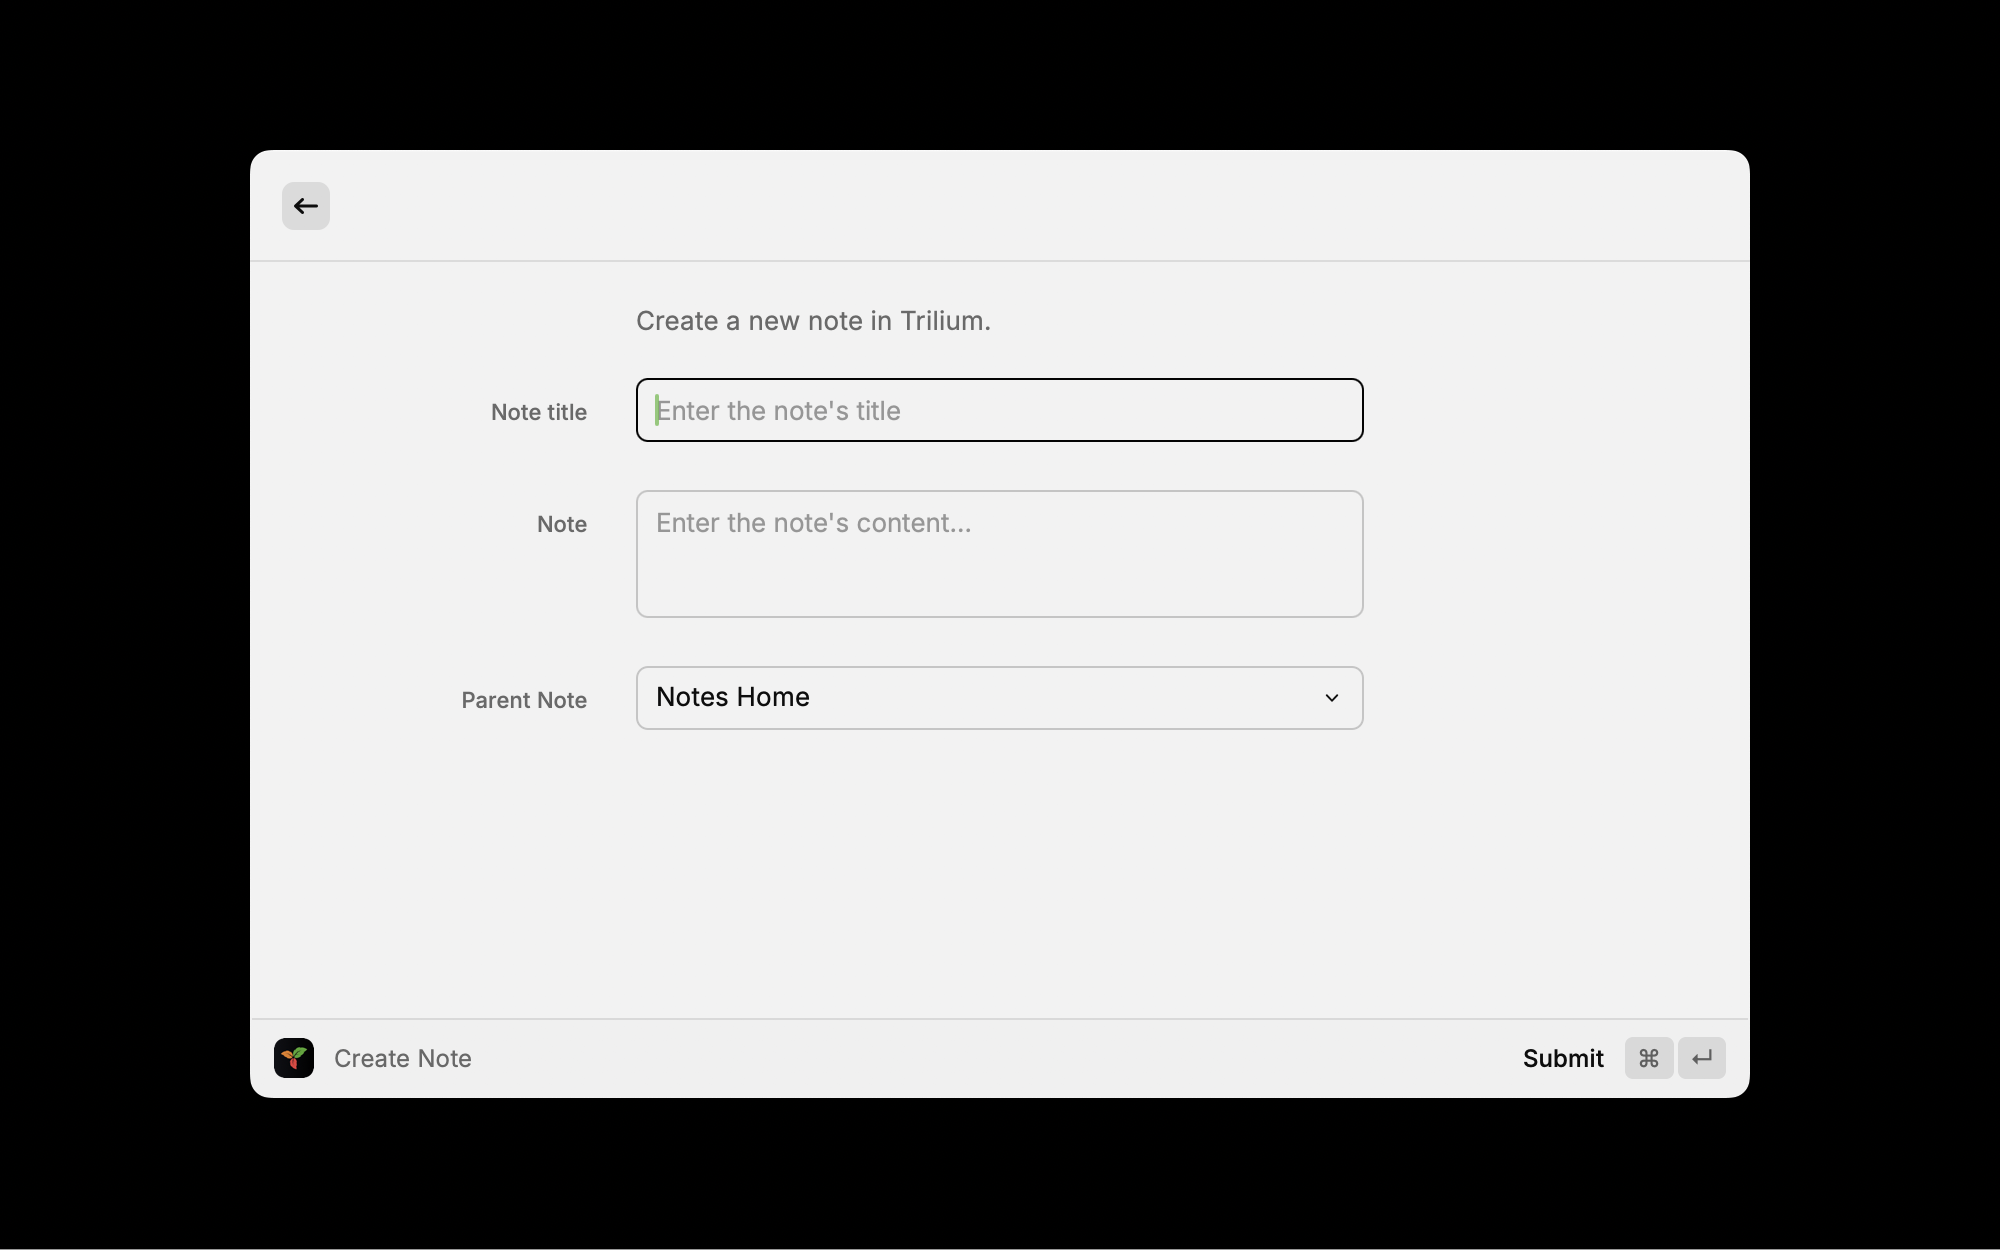 Create a new note in Trilium.
Note title
Enter the note's title
Note
Enter the note's content...
Parent Note
Notes Home
Create Note
Submit ⌘ ↵